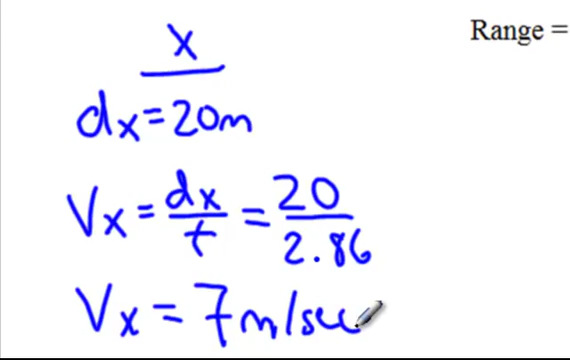 x
Range =
dx = 20m
Vx = dx/t = 20/2.86
Vx = 7 m/sec